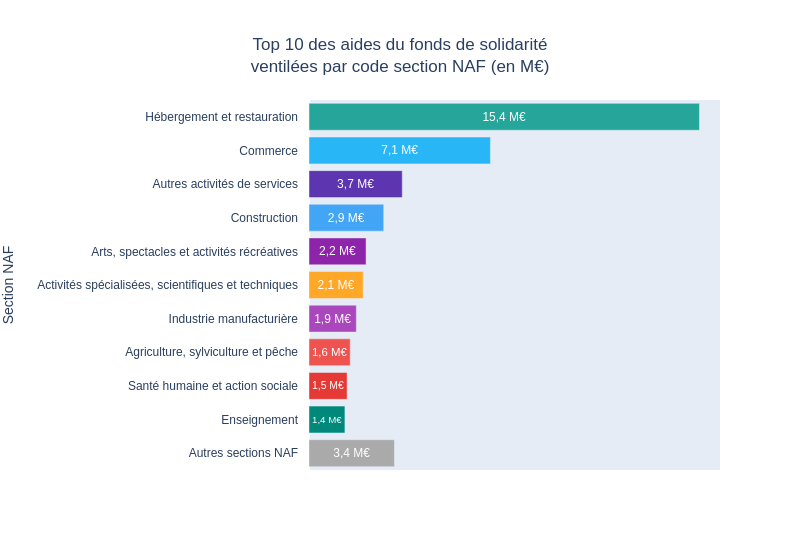 Top 10 des aides du fonds de solidarité
ventilées par code section NAF (en M€)
Section NAF
Hébergement et restauration 15,4 M€
Commerce 7,1 M€
Autres activités de services 3,7 M€
Construction 2,9 M€
Arts, spectacles et activités récréatives 2,2 M€
Activités spécialisées, scientifiques et techniques 2,1 M€
Industrie manufacturière 1,9 M€
Agriculture, sylviculture et pêche 1,6 M€
Santé humaine et action sociale 1,5 M€
Enseignement 1,4 M€
Autres sections NAF 3,4 M€